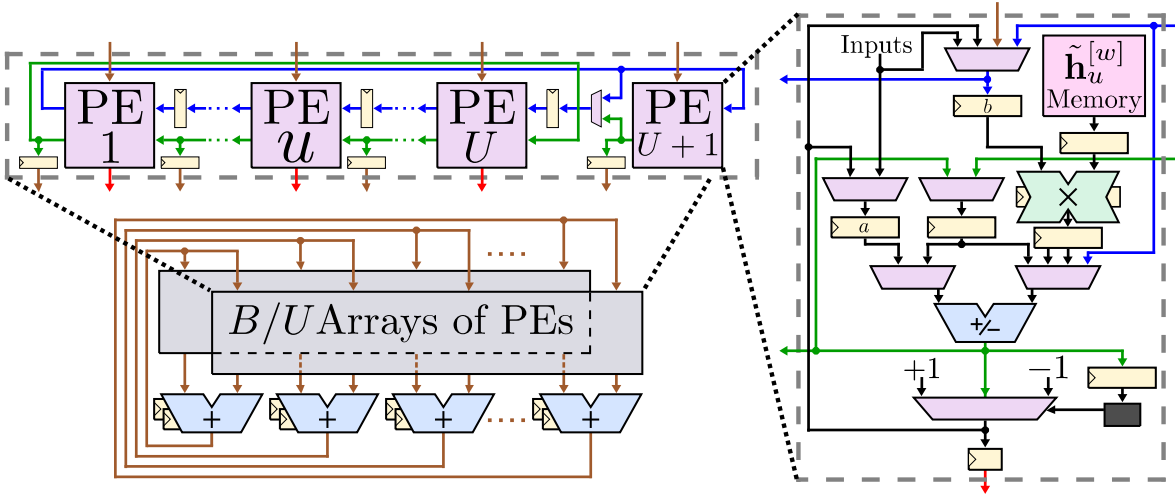 PE
1
PE
u
PE
U
PE
U + 1
B/U Arrays of PEs
+
+
+
+
Inputs
h̃ᵤ[w]
Memory
b
×
a
+/−
+1
−1